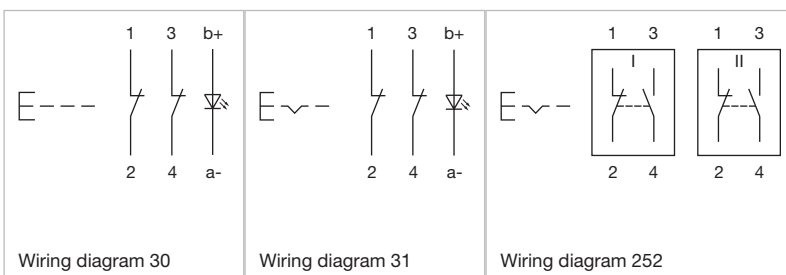 1 3 b+
2 4 a-
Wiring diagram 30
1 3 b+
2 4 a-
Wiring diagram 31
1 3 1 3
I II
2 4 2 4
Wiring diagram 252